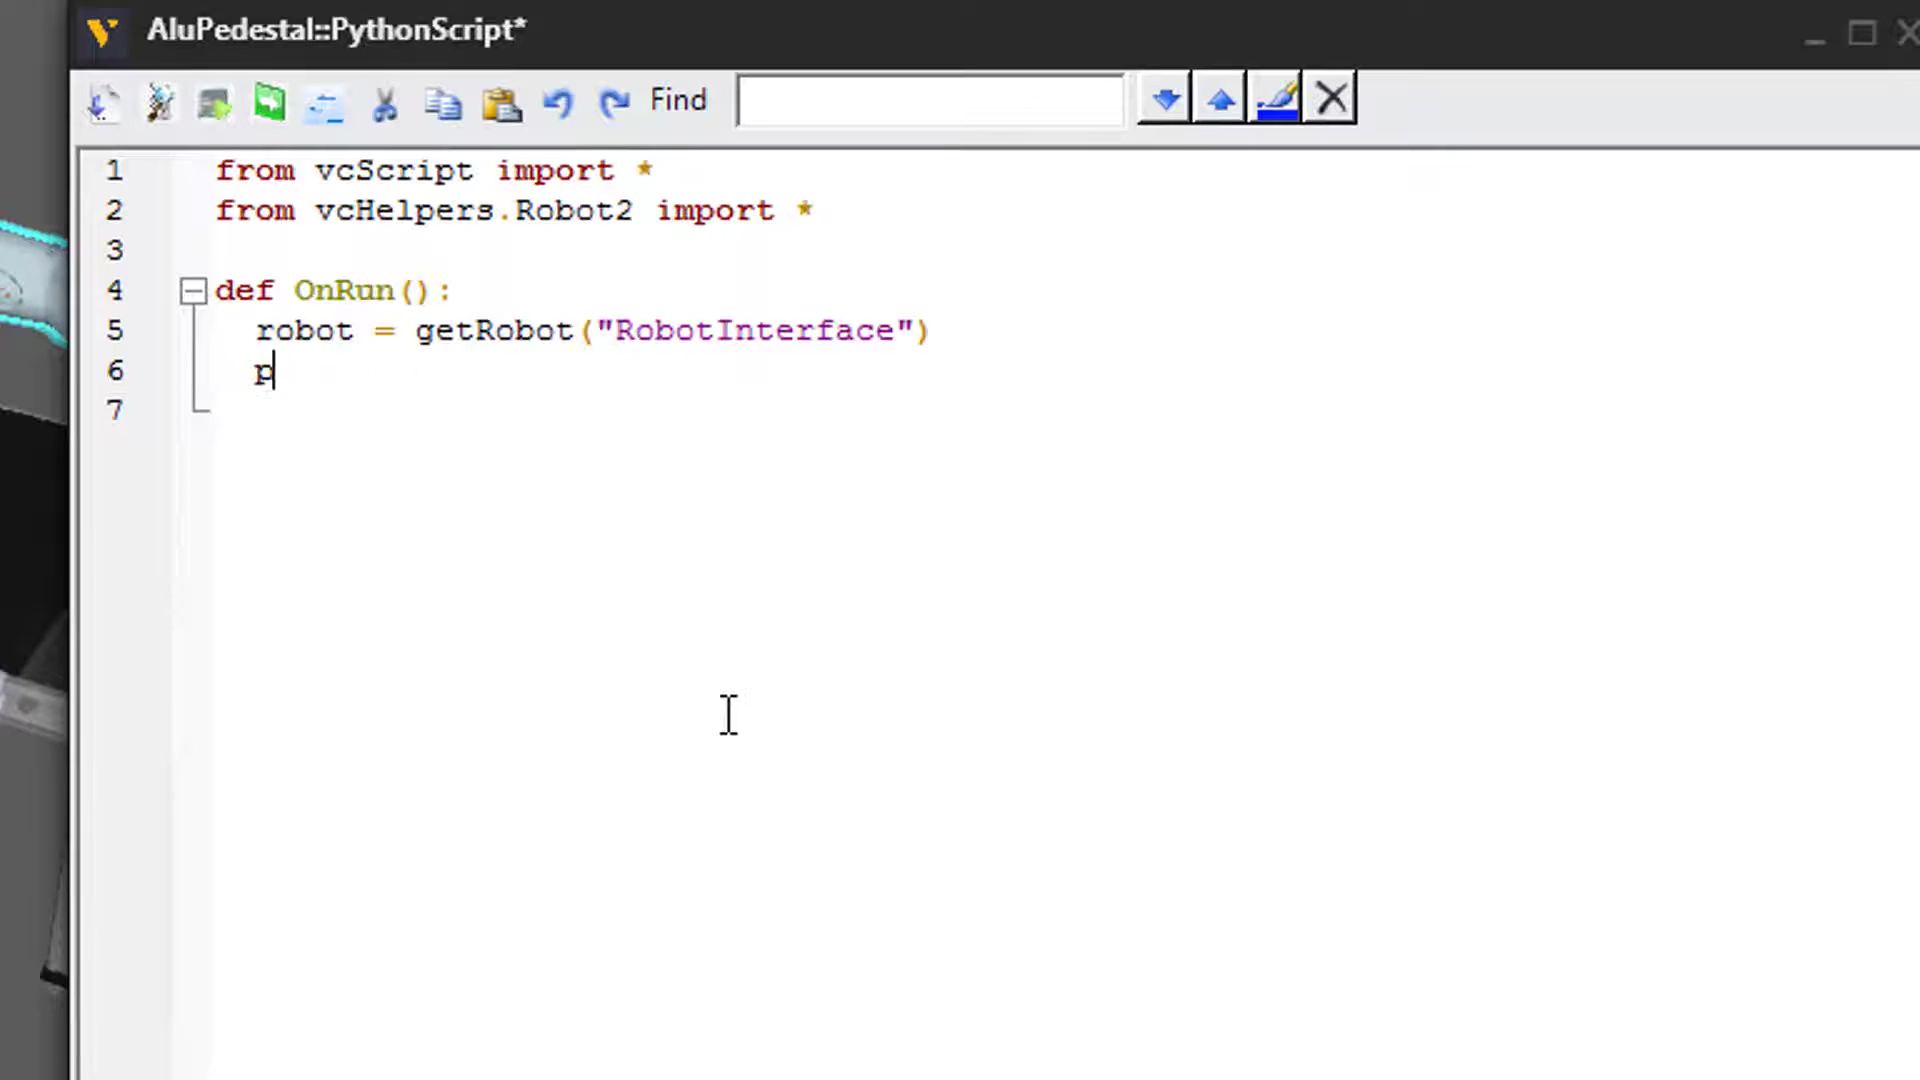 AluPedestal::PythonScript*
Find
1 from vcScript import *
2 from vcHelpers.Robot2 import *
3
4 def OnRun():
5 robot = getRobot("RobotInterface")
6 p
7